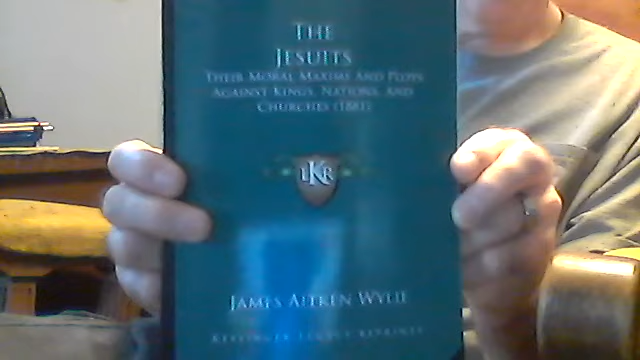 THE
JESUITS
THEIR MORAL MAXIMS AND PLOTS
AGAINST KINGS, NATIONS, AND
CHURCHES (1881)
LKR
JAMES AITKEN WYLIE
KESSINGER LEGACY REPRINTS